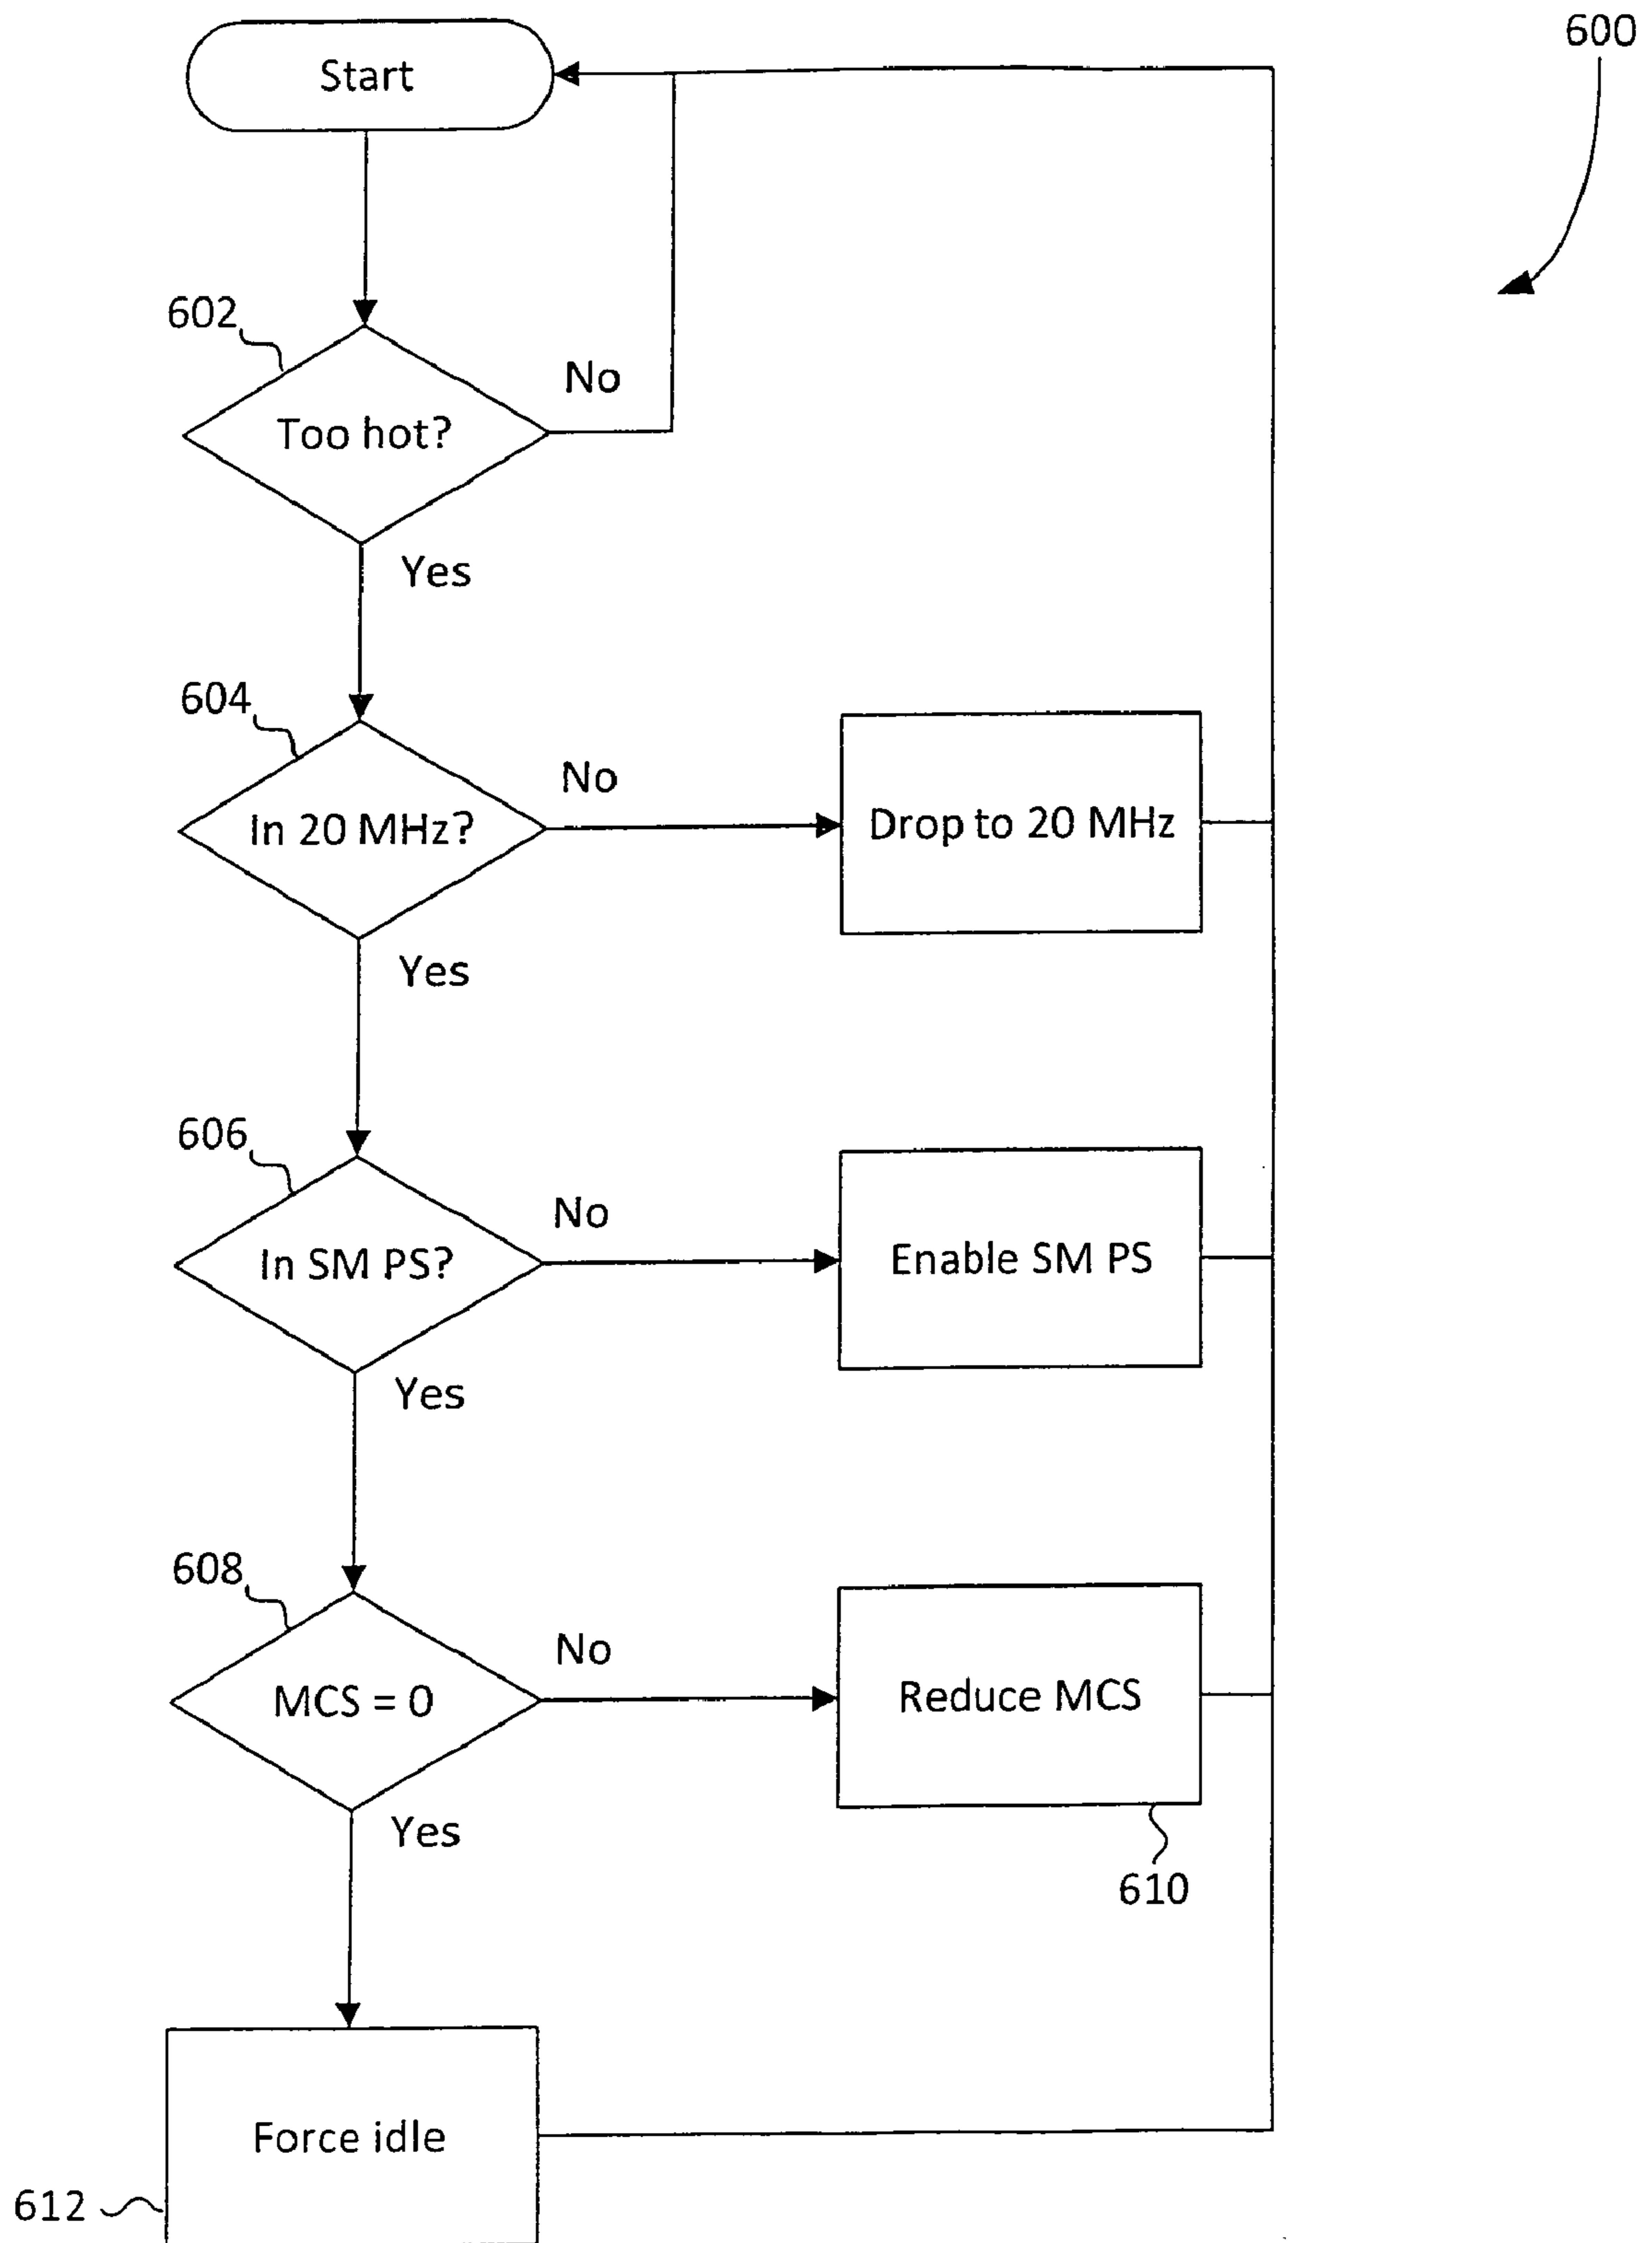 600
Start
602
Too hot?
No
Yes
604
In 20 MHz?
No
Drop to 20 MHz
Yes
606
In SM PS?
No
Enable SM PS
Yes
608
MCS = 0
No
Reduce MCS
610
Yes
Force idle
612